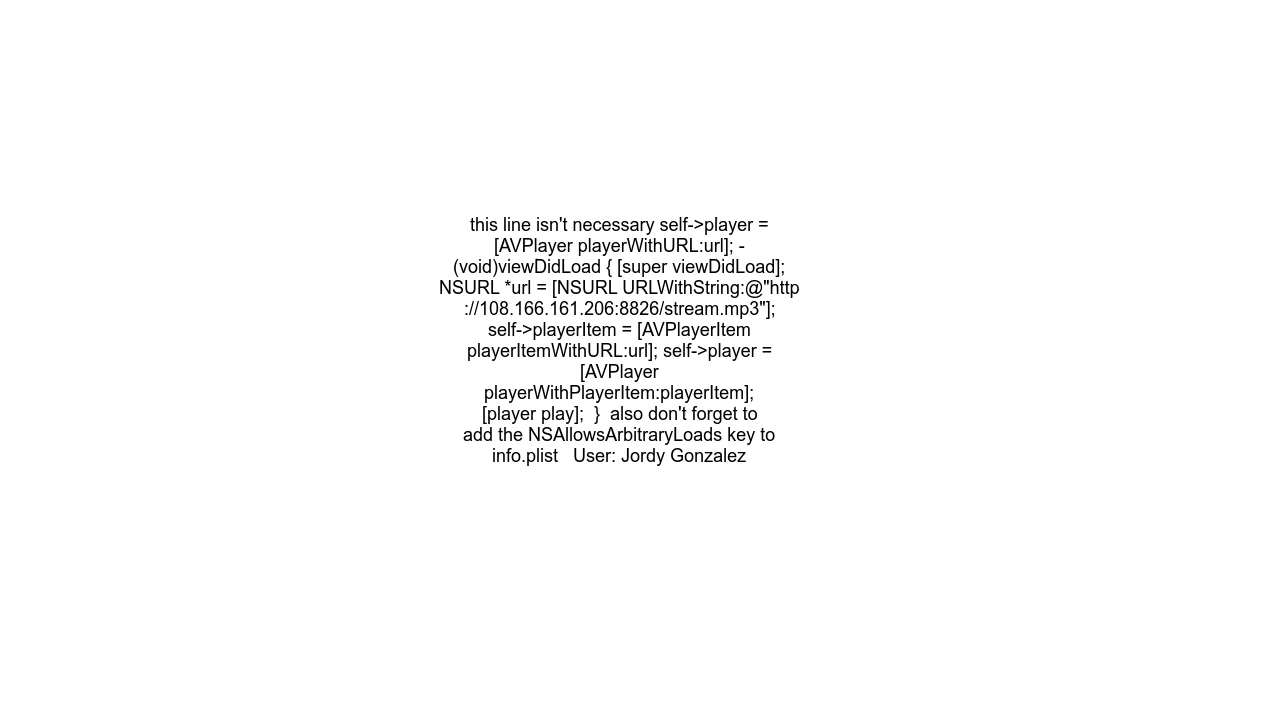 this line isn't necessary self->player =
[AVPlayer playerWithURL:url]; -
(void)viewDidLoad { [super viewDidLoad];
NSURL *url = [NSURL URLWithString:@"http
://108.166.161.206:8826/stream.mp3"];
self->playerItem = [AVPlayerItem
playerItemWithURL:url]; self->player =
[AVPlayer
playerWithPlayerItem:playerItem];
[player play];  }  also don't forget to
add the NSAllowsArbitraryLoads key to
info.plist   User: Jordy Gonzalez